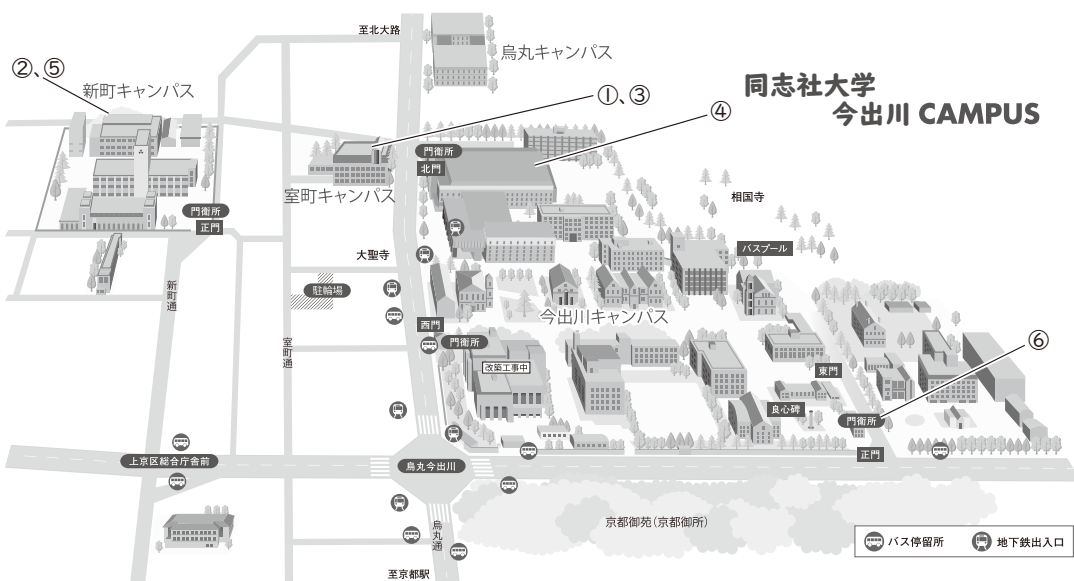 至北大路
烏丸キャンパス
②、⑤
新町キャンパス
①、③
④
同志社大学
今出川 CAMPUS
門衛所
北門
室町キャンパス
相国寺
門衛所
正門
バスプール
大聖寺
新町通
駐輪場
今出川キャンパス
西門
門衛所
室町通
改築工事中
⑥
東門
良心碑
門衛所
正門
上京区総合庁舎前
烏丸今出川
京都御苑(京都御所)
烏丸通
バス停留所
地下鉄出入口
至京都駅